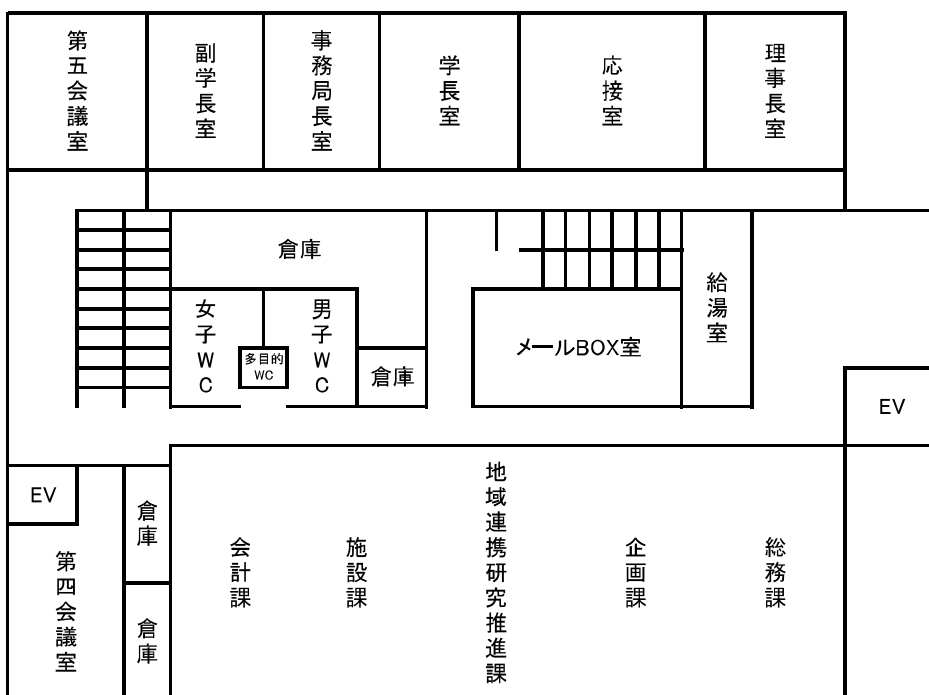 第五会議室
副学長室
事務局長室
学長室
応接室
理事長室
倉庫
給湯室
女子WC
男子WC
多目的
WC
メールBOX室
倉庫
EV
EV
倉庫
倉庫
第四会議室
会計課
施設課
地域連携研究推進課
企画課
総務課